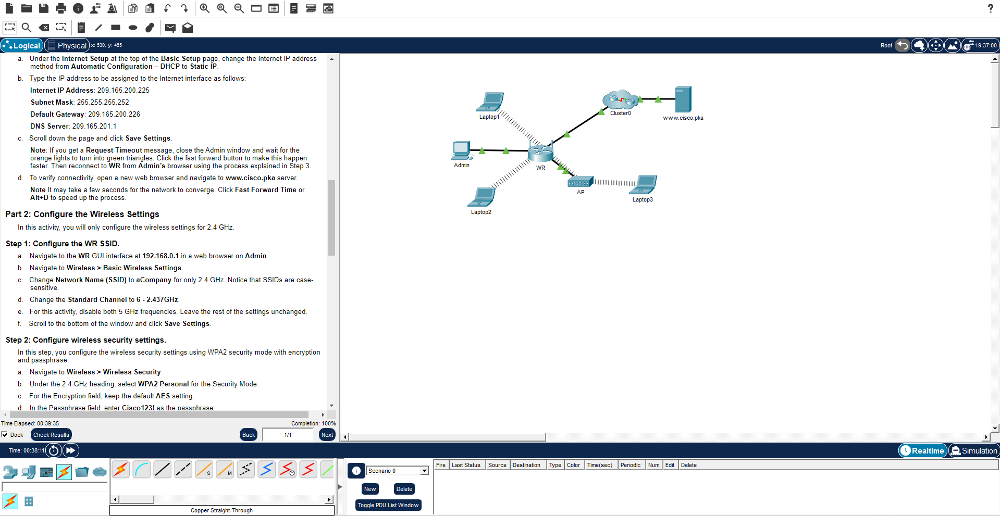 ?
Logical
Physical
x: 530, y: 465
Root
19:37:00
a. Under the Internet Setup at the top of the Basic Setup page, change the Internet IP address
method from Automatic Configuration – DHCP to Static IP.
b. Type the IP address to be assigned to the Internet interface as follows:
Internet IP Address: 209.165.200.225
Subnet Mask: 255.255.255.252
Default Gateway: 209.165.200.226
DNS Server: 209.165.201.1
c. Scroll down the page and click Save Settings.
Note: If you get a Request Timeout message, close the Admin window and wait for the
orange lights to turn into green triangles. Click the fast forward button to make this happen
faster. Then reconnect to WR from Admin’s browser using the process explained in Step 3.
d. To verify connectivity, open a new web browser and navigate to www.cisco.pka server.
Note It may take a few seconds for the network to converge. Click Fast Forward Time or
Alt+D to speed up the process.
Part 2: Configure the Wireless Settings
In this activity, you will only configure the wireless settings for 2.4 GHz.
Step 1: Configure the WR SSID.
a. Navigate to the WR GUI interface at 192.168.0.1 in a web browser on Admin.
b. Navigate to Wireless > Basic Wireless Settings.
c. Change Network Name (SSID) to aCompany for only 2.4 GHz. Notice that SSIDs are case-
sensitive.
d. Change the Standard Channel to 6 - 2.437GHz.
e. For this activity, disable both 5 GHz frequencies. Leave the rest of the settings unchanged.
f. Scroll to the bottom of the window and click Save Settings.
Step 2: Configure wireless security settings.
In this step, you configure the wireless security settings using WPA2 security mode with encryption
and passphrase.
a. Navigate to Wireless > Wireless Security.
b. Under the 2.4 GHz heading, select WPA2 Personal for the Security Mode.
c. For the Encryption field, keep the default AES setting.
d. In the Passphrase field, enter Cisco123! as the passphrase.
Time Elapsed: 00:39:35
Completion: 100%
Dock
Check Results
Back
1/1
Next
Laptop1
Cluster0
www.cisco.pka
Admin
WR
AP
Laptop3
Laptop2
Time: 00:38:11
Realtime
Simulation
S
M
Copper Straight-Through
Scenario 0
New
Delete
Toggle PDU List Window
Fire Last Status Source Destination Type Color Time(sec) Periodic Num Edit Delete